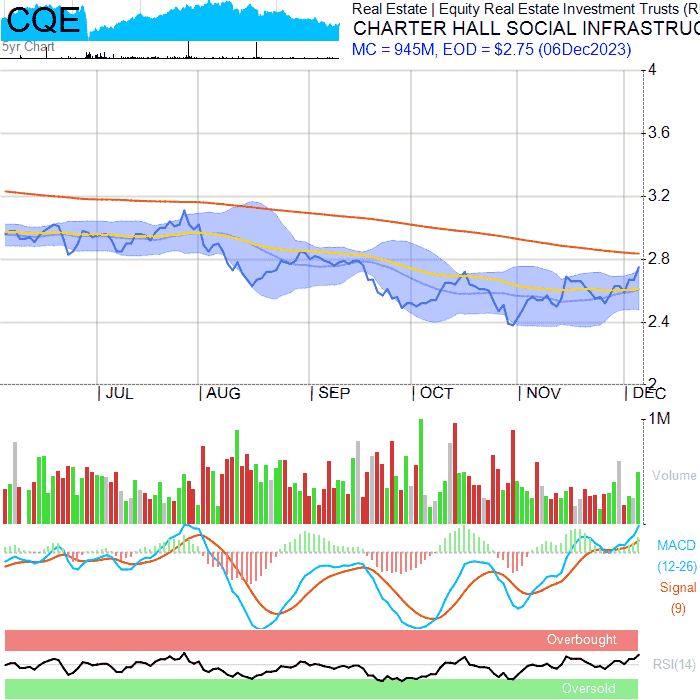 CQE
5yr Chart
Real Estate | Equity Real Estate Investment Trusts (R
CHARTER HALL SOCIAL INFRASTRUC
MC = 945M, EOD = $2.75 (06Dec2023)
4
3.6
3.2
2.8
2.4
2
JUL AUG SEP OCT NOV DEC
1M
Volume
MACD
(12-26)
Signal
(9)
Overbought
RSI(14)
Oversold